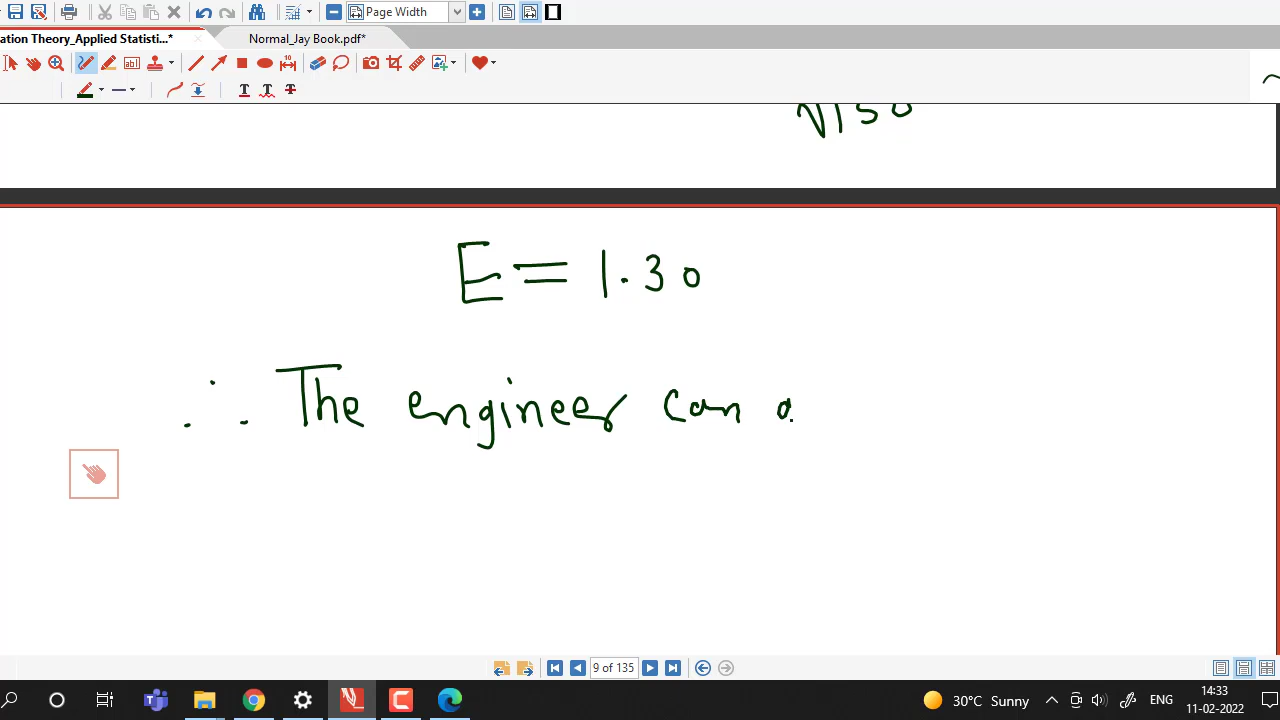 Page Width
ation Theory_Applied Statisti...*
Normal_Jay Book.pdf*
√150
E = 1.30
∴ The engineer can a
9 of 135
30°C Sunny
ENG
14:33
11-02-2022